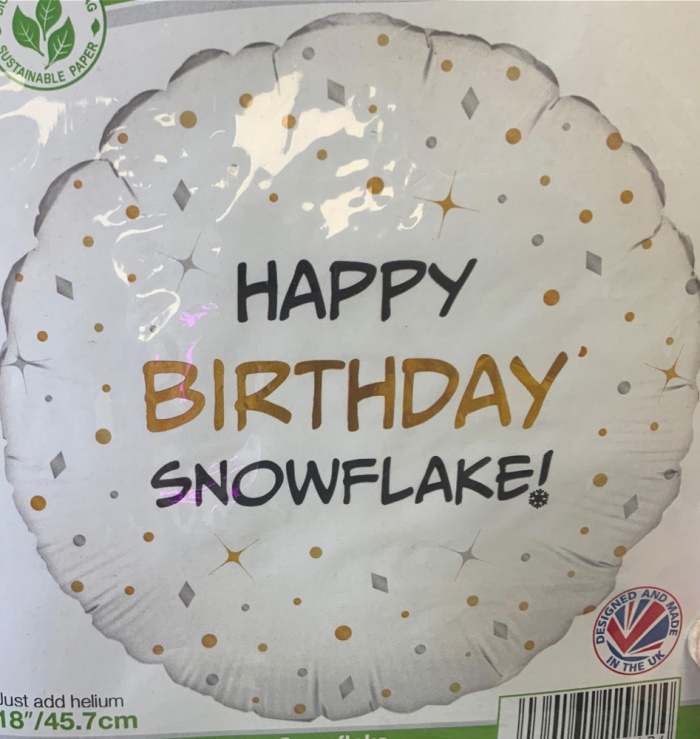 SUSTAINABLE PAPER
HAPPY
BIRTHDAY
SNOWFLAKE!
DESIGNED AND MADE
IN THE UK
Just add helium
18"/45.7cm